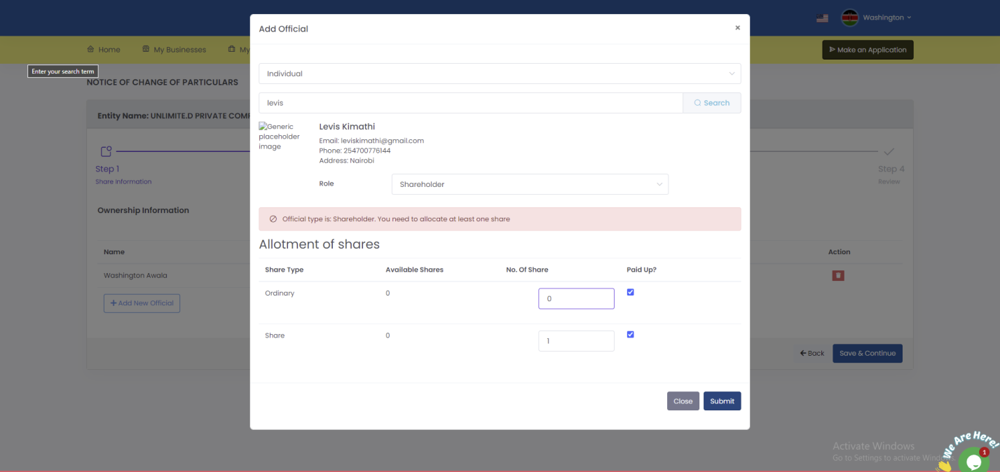 Washington
Home
My Businesses
My
Make an Application
Enter your search term
NOTICE OF CHANGE OF PARTICULARS
Entity Name: UNLIMITE.D PRIVATE COMP
Step 1
Share Information
Step 4
Review
Ownership Information
Name
Action
Washington Awala
Add New Official
Back
Save & Continue
Add Official
×
Individual
levis
Search
Generic
placeholder
image
Levis Kimathi
Email: leviskimathi@gmail.com
Phone: 254700776144
Address: Nairobi
Role
Shareholder
Official type is: Shareholder. You need to allocate at least one share
Allotment of shares
Share Type Available Shares No. Of Share Paid Up?
Ordinary 0 0
Share 0 1
Close
Submit
Activate Windows
Go to Settings to activate Windows.
We Are Here!
1